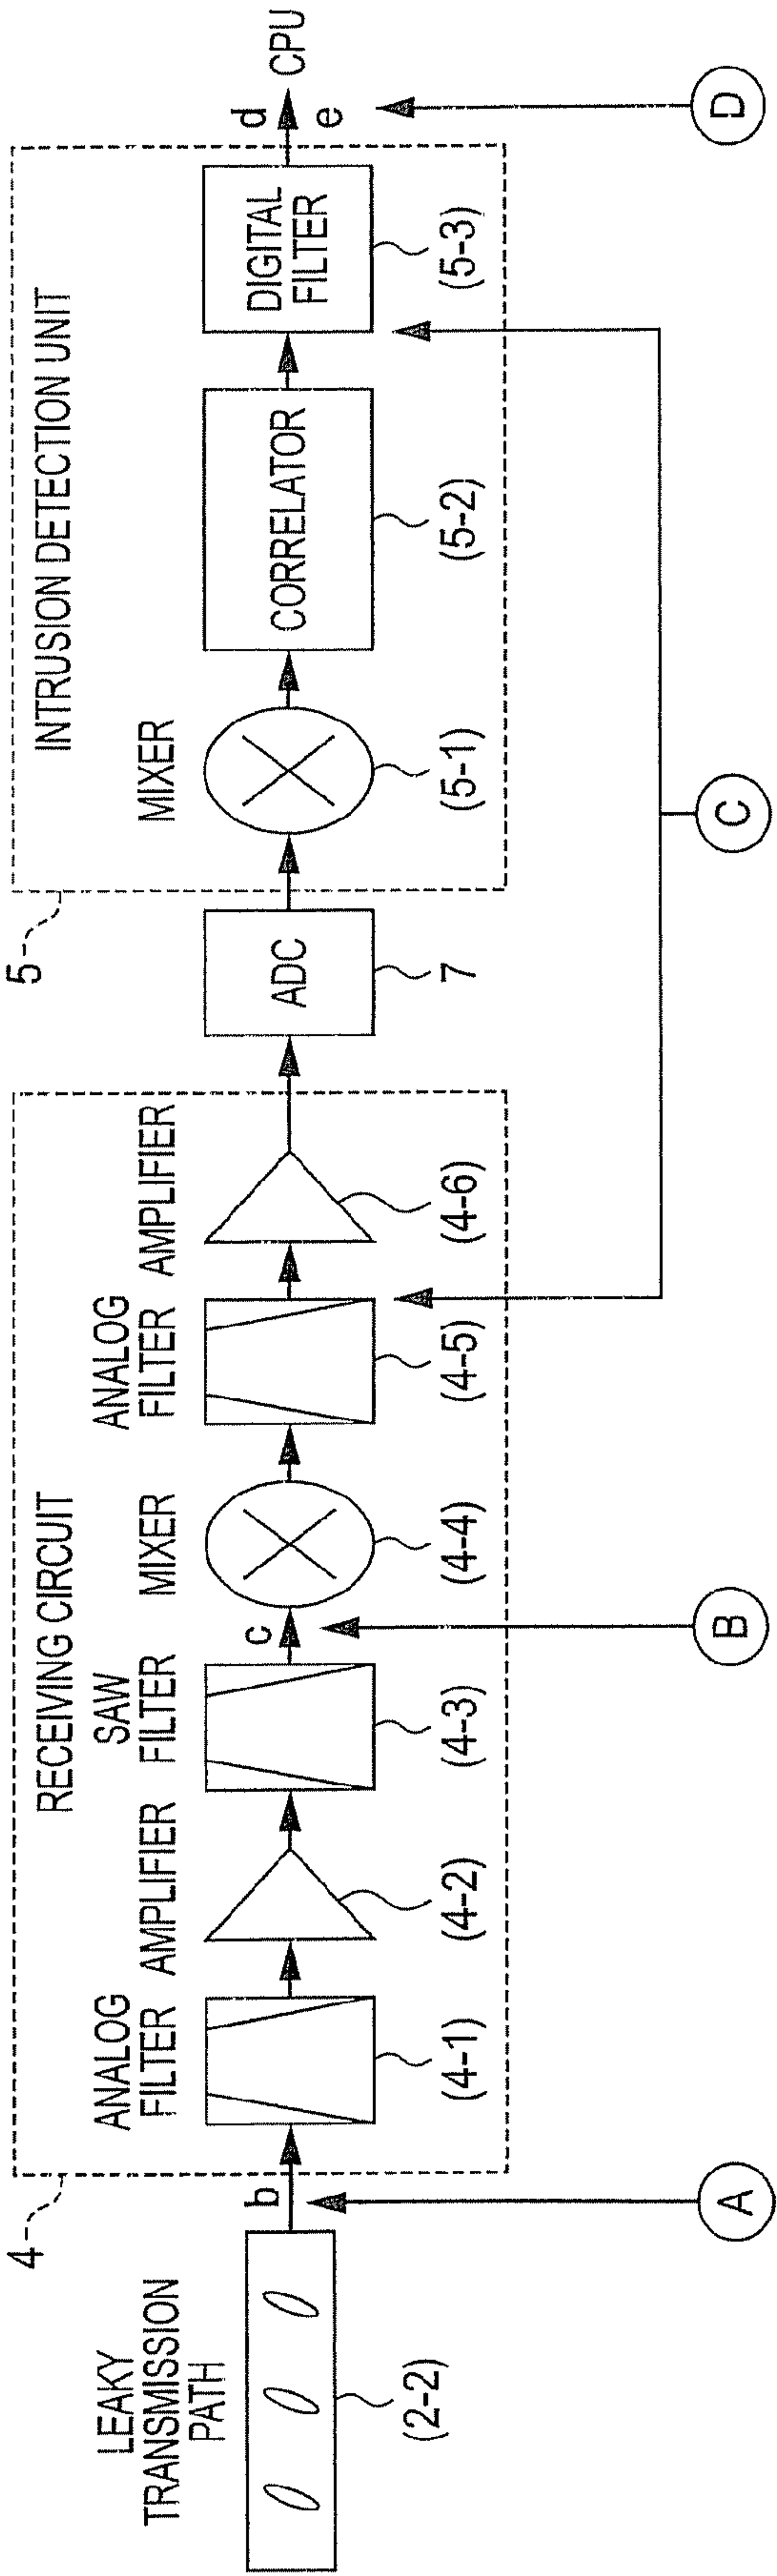 LEAKY
TRANSMISSION
PATH
(2-2)
b
A
4
RECEIVING CIRCUIT
ANALOG
FILTER
(4-1)
AMPLIFIER
(4-2)
SAW
FILTER
(4-3)
c
B
MIXER
(4-4)
ANALOG
FILTER
(4-5)
AMPLIFIER
(4-6)
ADC
7
C
5
INTRUSION DETECTION UNIT
MIXER
(5-1)
CORRELATOR
(5-2)
DIGITAL
FILTER
(5-3)
d
e
CPU
D